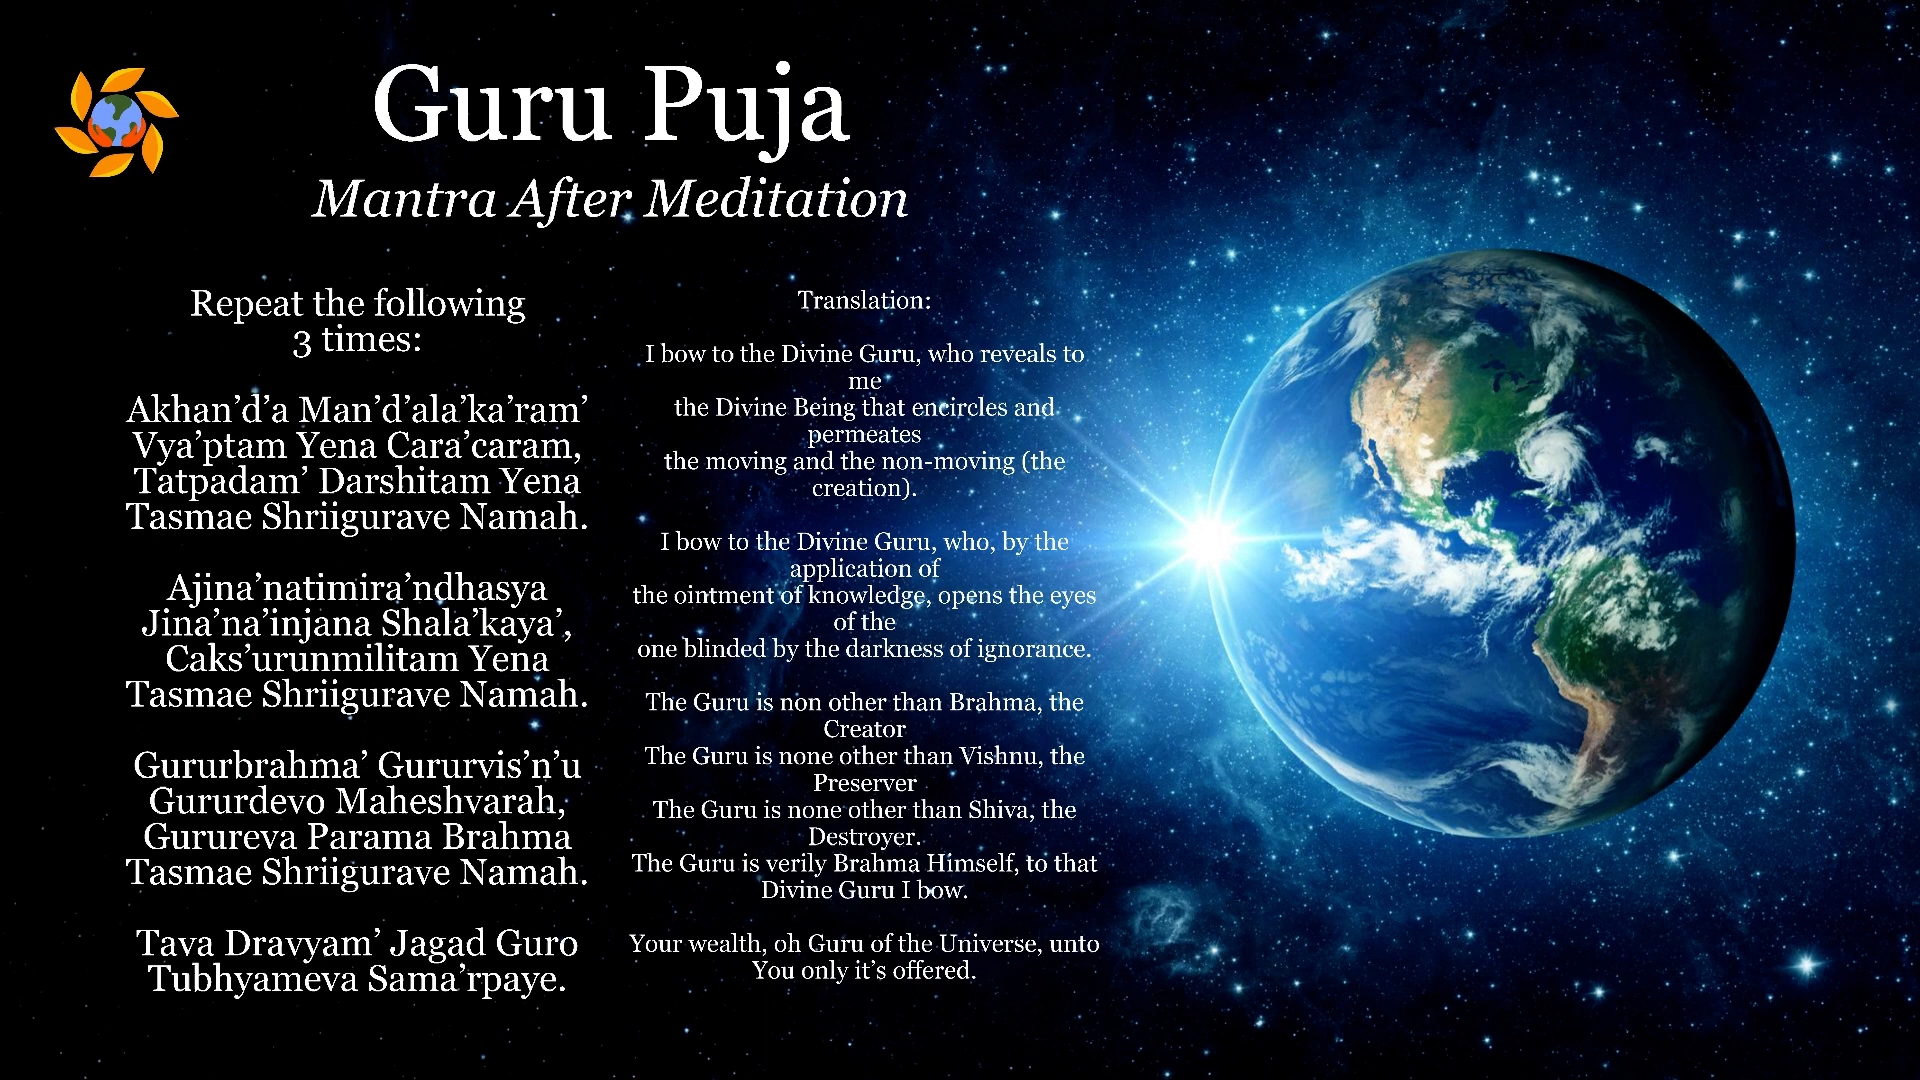 Guru Puja
Mantra After Meditation
Repeat the following
3 times:
Akhan’d’a Man’d’ala’ka’ram’
Vya’ptam Yena Cara’caram,
Tatpadam’ Darshitam Yena
Tasmae Shriigurave Namah.
Ajina’natimira’ndhasya
Jina’na’injana Shala’kaya’,
Caks’urunmilitam Yena
Tasmae Shriigurave Namah.
Gururbrahma’ Gururvis’n’u
Gururdevo Maheshvarah,
Gurureva Parama Brahma
Tasmae Shriigurave Namah.
Tava Dravyam’ Jagad Guro
Tubhyameva Sama’rpaye.
Translation:
I bow to the Divine Guru, who reveals to
me
the Divine Being that encircles and
permeates
the moving and the non-moving (the
creation).
I bow to the Divine Guru, who, by the
application of
the ointment of knowledge, opens the eyes
of the
one blinded by the darkness of ignorance.
The Guru is non other than Brahma, the
Creator
The Guru is none other than Vishnu, the
Preserver
The Guru is none other than Shiva, the
Destroyer.
The Guru is verily Brahma Himself, to that
Divine Guru I bow.
Your wealth, oh Guru of the Universe, unto
You only it’s offered.